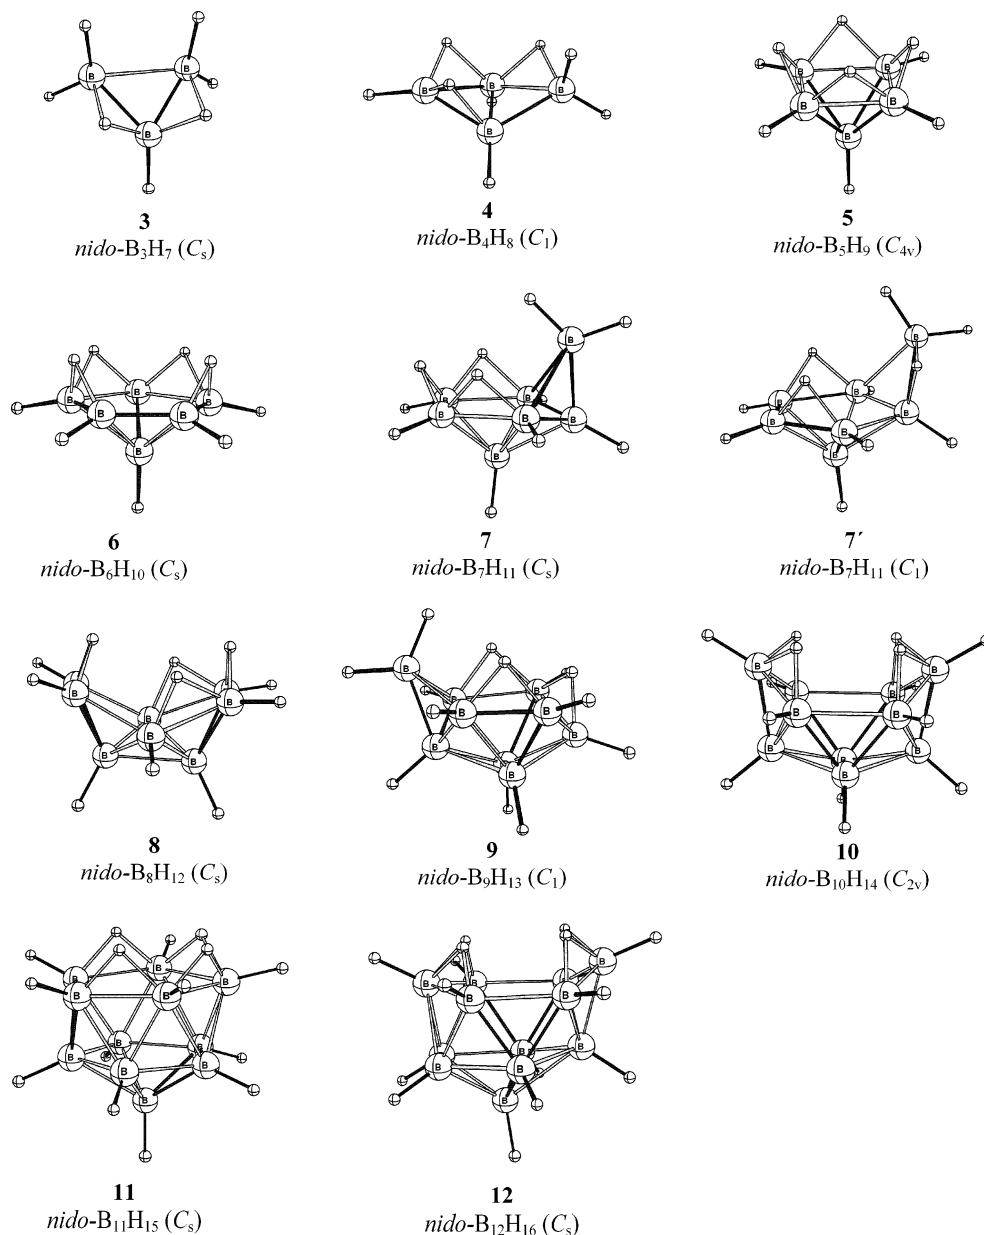 3 4 5
nido-B₃H₇ (Cₛ) nido-B₄H₈ (C₁) nido-B₅H₉ (C₄ᵥ)
6 7 7´
nido-B₆H₁₀ (Cₛ) nido-B₇H₁₁ (Cₛ) nido-B₇H₁₁ (C₁)
8 9 10
nido-B₈H₁₂ (Cₛ) nido-B₉H₁₃ (C₁) nido-B₁₀H₁₄ (C₂ᵥ)
11 12
nido-B₁₁H₁₅ (Cₛ) nido-B₁₂H₁₆ (Cₛ)